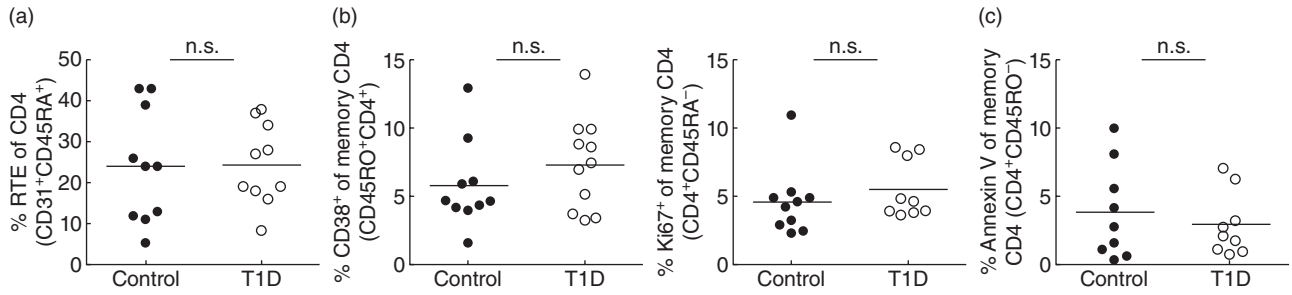 (a)
n.s.
% RTE of CD4
(CD31⁺CD45RA⁺)
50
40
30
20
10
0
Control
T1D
(b)
n.s.
% CD38⁺ of memory CD4
(CD45RO⁺CD4⁺)
15
10
5
0
Control
T1D
n.s.
% Ki67⁺ of memory CD4
(CD4⁺CD45RA⁻)
15
10
5
0
Control
T1D
(c)
n.s.
% Annexin V of memory
CD4 (CD4⁺CD45RO⁻)
15
10
5
0
Control
T1D